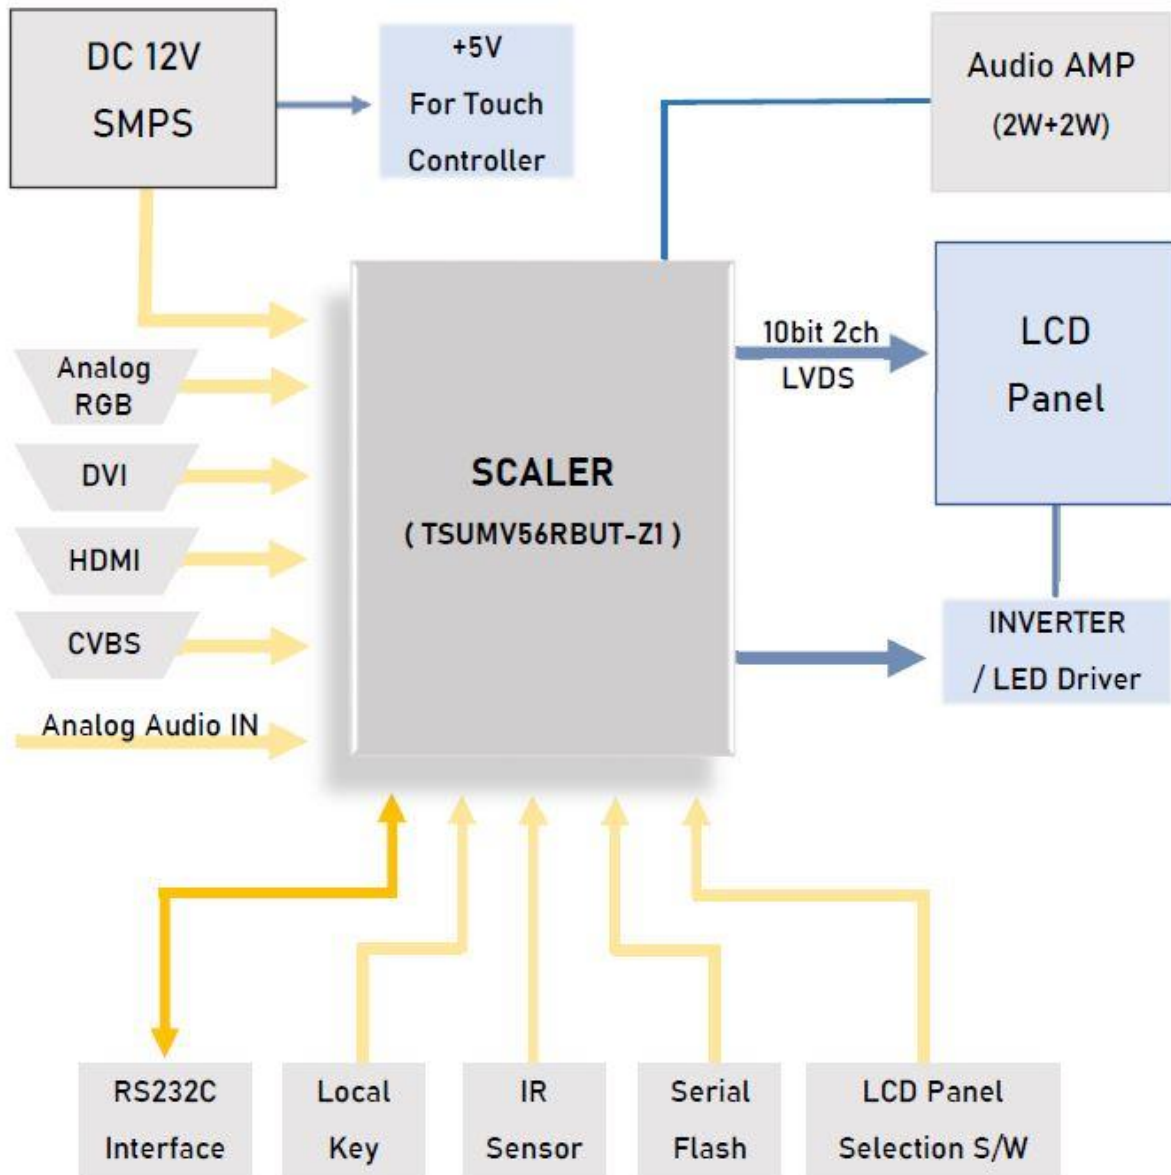 DC 12V
SMPS
+5V
For Touch
Controller
Audio AMP
(2W+2W)
Analog
RGB
DVI
HDMI
CVBS
Analog Audio IN
SCALER
( TSUMV56RBUT-Z1 )
10bit 2ch
LVDS
LCD
Panel
INVERTER
/ LED Driver
RS232C
Interface
Local
Key
IR
Sensor
Serial
Flash
LCD Panel
Selection S/W